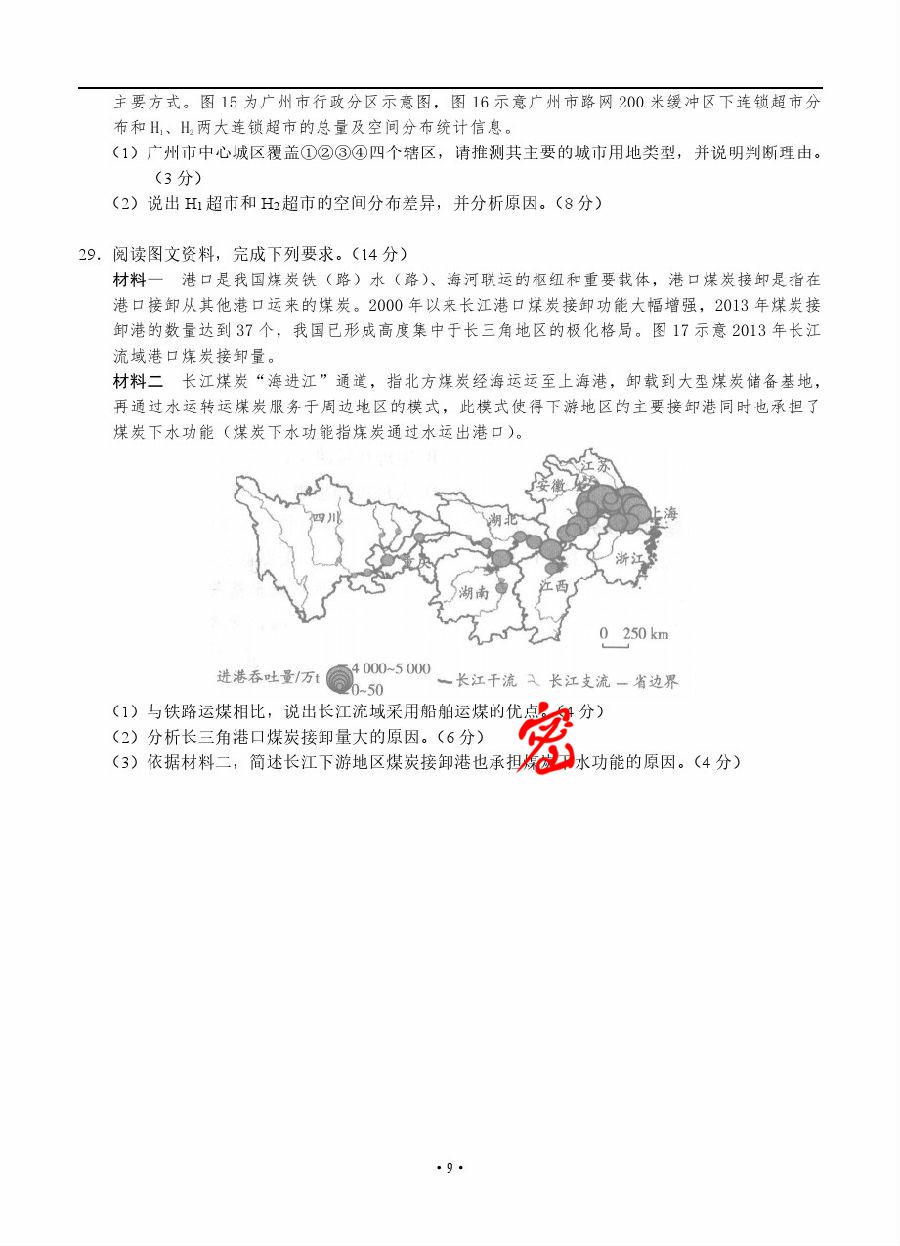 主要方式。图 15 为广州市行政分区示意图，图 16 示意广州市路网 200 米缓冲区下连锁超市分
布和 H₁、H₂ 两大连锁超市的总量及空间分布统计信息。
（1）广州市中心城区覆盖①②③④四个辖区，请推测其主要的城市用地类型，并说明判断理由。
（3 分）
（2）说出 H₁ 超市和 H₂ 超市的空间分布差异，并分析原因。（8 分）
29．阅读图文资料，完成下列要求。（14 分）
材料一 港口是我国煤炭铁（路）水（路）、海河联运的枢纽和重要载体，港口煤炭接卸是指在
港口接卸从其他港口运来的煤炭。2000 年以来长江港口煤炭接卸功能大幅增强，2013 年煤炭接
卸港的数量达到 37 个，我国已形成高度集中于长三角地区的极化格局。图 17 示意 2013 年长江
流域港口煤炭接卸量。
材料二 长江煤炭“海进江”通道，指北方煤炭经海运运至上海港，卸载到大型煤炭储备基地，
再通过水运转运煤炭服务于周边地区的模式，此模式使得下游地区的主要接卸港同时也承担了
煤炭下水功能（煤炭下水功能指煤炭通过水运出港口）。
江苏
安徽
四川
湖北
上海
重庆
浙江
湖南
江西
0 250 km
进港吞吐量/万t 4 000~5 000 0~50 长江干流 长江支流 省边界
（1）与铁路运煤相比，说出长江流域采用船舶运煤的优点。（4 分）
（2）分析长三角港口煤炭接卸量大的原因。（6 分）
密
（3）依据材料二，简述长江下游地区煤炭接卸港也承担煤炭下水功能的原因。（4 分）
·9·